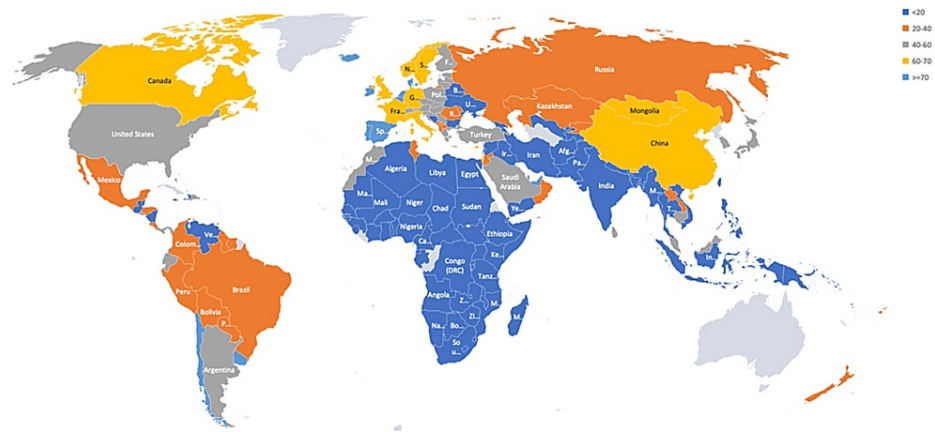 <20
20-40
40-60
60-70
>=70
Canada
United States
Mexico
Ve...
Colom...
Peru
Brazil
Bolivia
P...
Argentina
N...
S...
F...
G...
Pol...
B...
U...
Fra...
R...
Sp...
Turkey
Russia
Kazakhstan
Mongolia
China
M...
Algeria
Libya
Egypt
Saudi
Arabia
Ir...
Iran
Afg...
Pa...
India
M...
T...
In...
Ye...
Ma...
Mali
Niger
Chad
Sudan
Nigeria
Ethiopia
Ca...
Ke...
Congo
(DRC)
Tanz...
Angola
Z...
M...
Zi...
M...
Na...
Bo...
So
u...